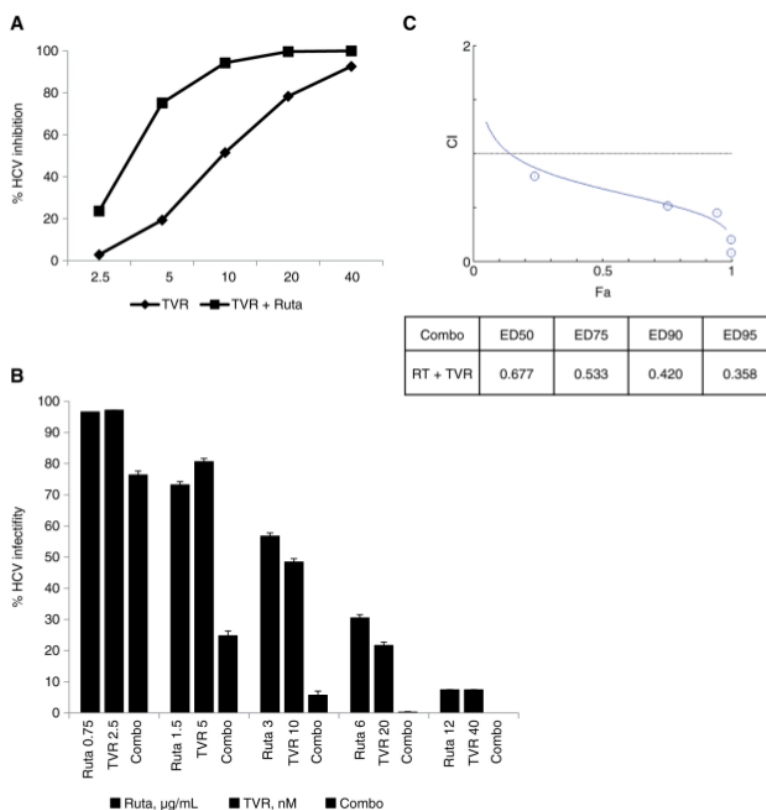 A
% HCV inhibition
100
80
60
40
20
0
2.5 5 10 20 40
TVR TVR + Ruta
C
CI
2
1
0
0 0.5 1
Fa
Combo ED50 ED75 ED90 ED95
RT + TVR 0.677 0.533 0.420 0.358
B
% HCV infectifity
100
90
80
70
60
50
40
30
20
10
0
Ruta 0.75
TVR 2.5
Combo
Ruta 1.5
TVR 5
Combo
Ruta 3
TVR 10
Combo
Ruta 6
TVR 20
Combo
Ruta 12
TVR 40
Combo
Ruta, µg/mL TVR, nM Combo